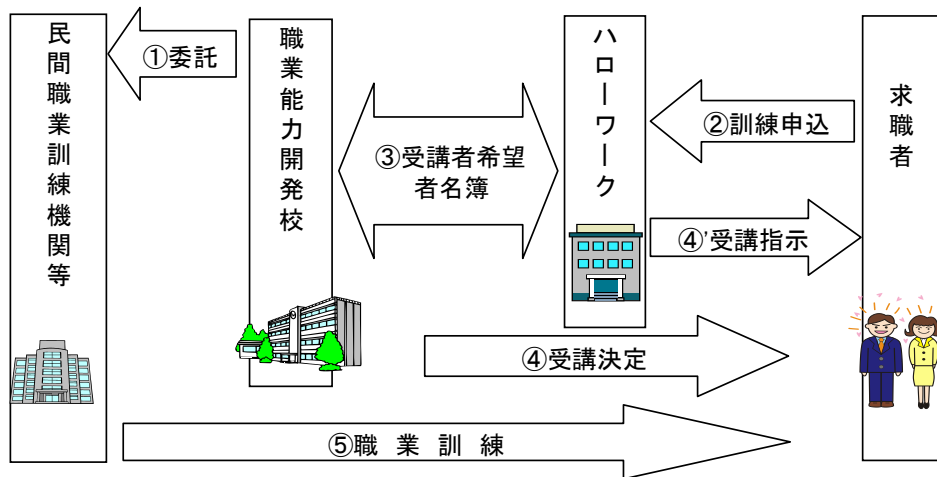 民間職業訓練機関等
①委託
職業能力開発校
③受講者希望
者名簿
ハローワーク
②訓練申込
求職者
④'受講指示
④受講決定
⑤職業訓練